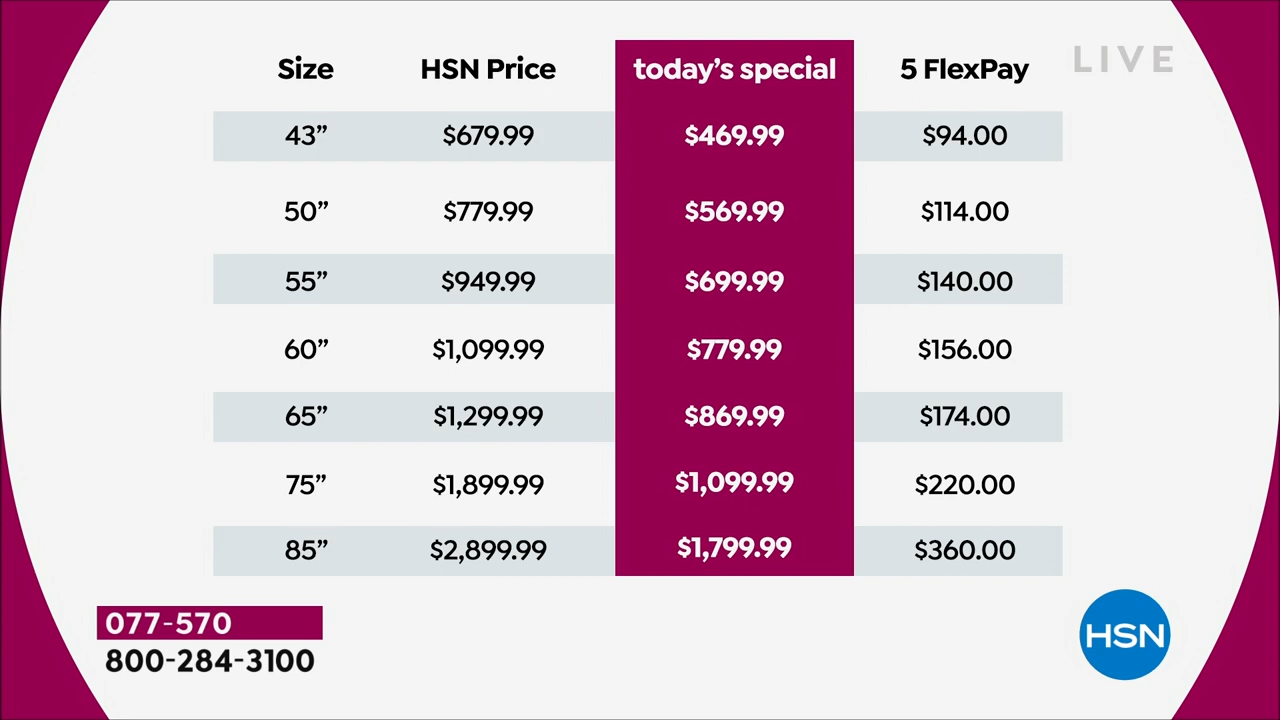 LIVE
Size HSN Price today's special 5 FlexPay
43” $679.99 $469.99 $94.00
50” $779.99 $569.99 $114.00
55” $949.99 $699.99 $140.00
60” $1,099.99 $779.99 $156.00
65” $1,299.99 $869.99 $174.00
75” $1,899.99 $1,099.99 $220.00
85” $2,899.99 $1,799.99 $360.00
077-570
800-284-3100
HSN